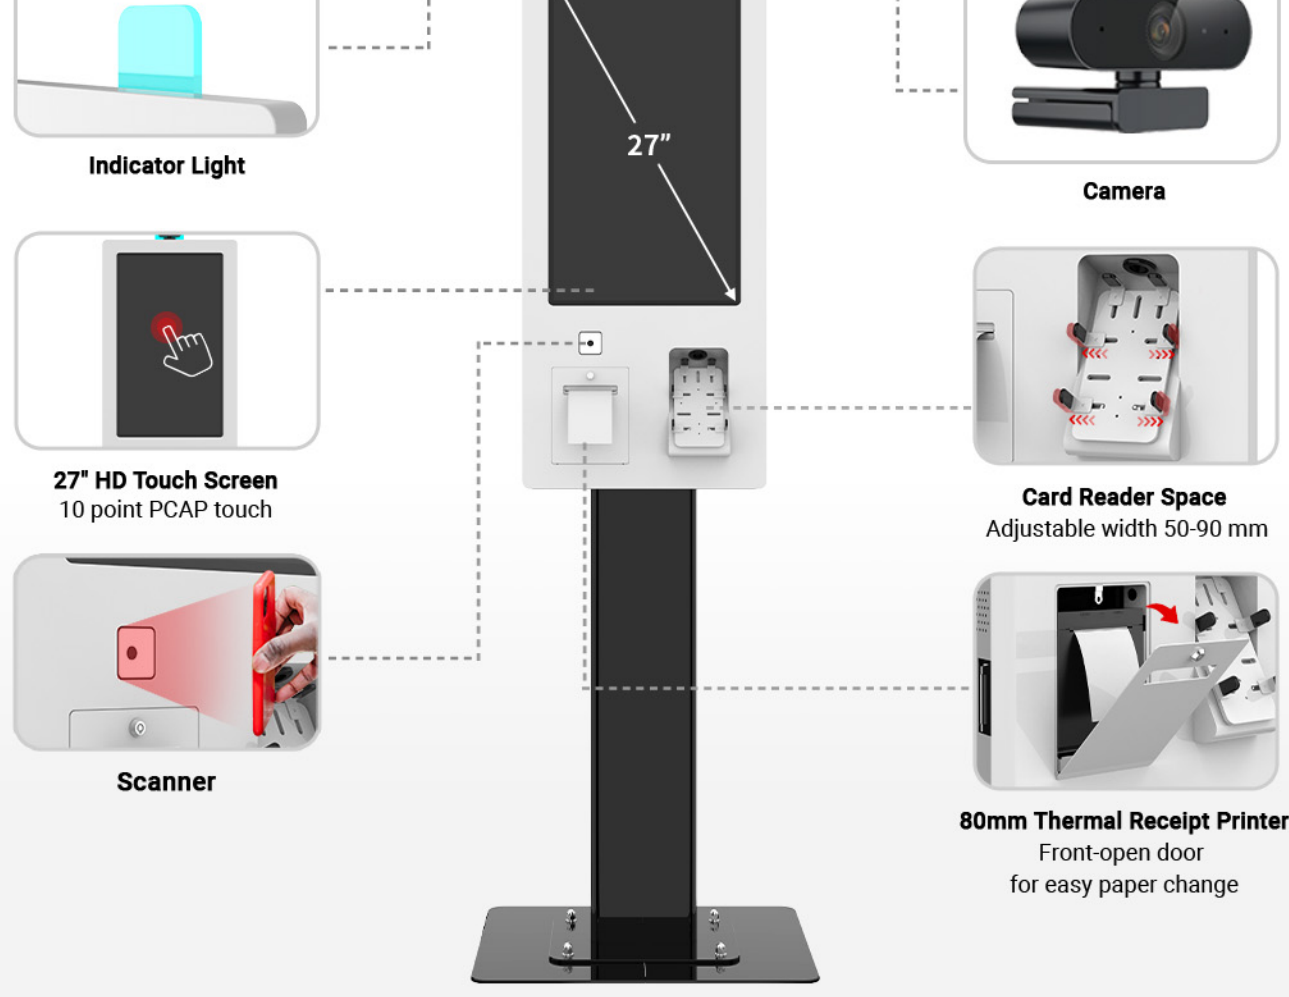 27"
Indicator Light
Camera
27" HD Touch Screen
10 point PCAP touch
Card Reader Space
Adjustable width 50-90 mm
Scanner
80mm Thermal Receipt Printer
Front-open door
for easy paper change